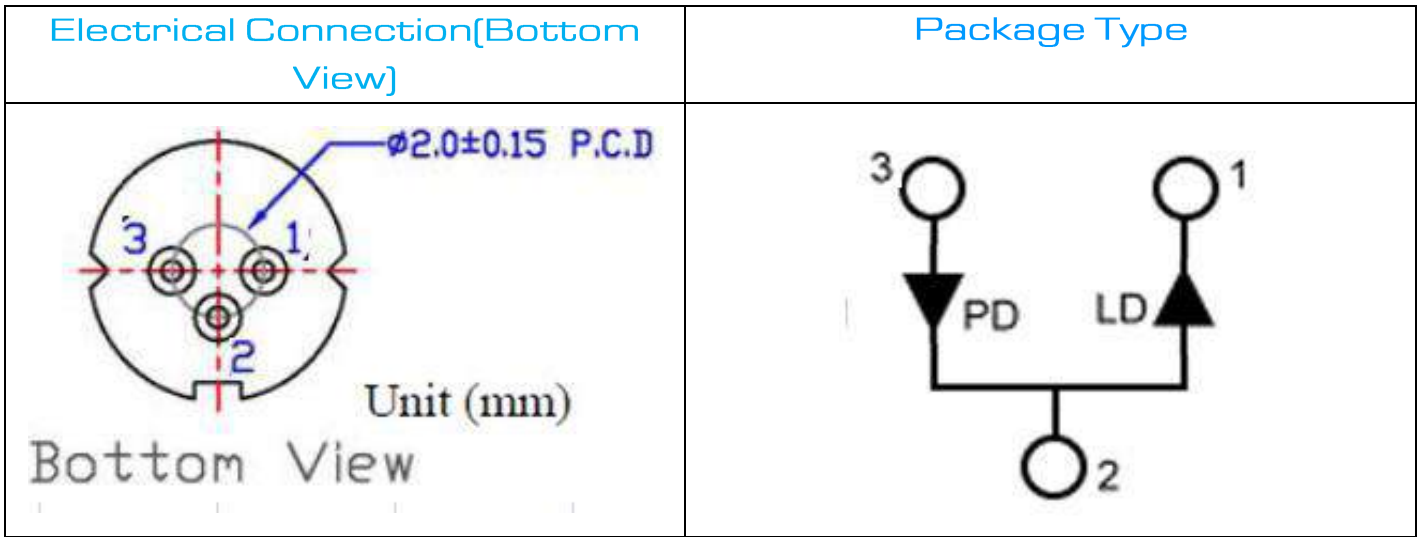 Electrical Connection(Bottom
View)
Package Type
ø2.0±0.15 P.C.D
3
1
2
Unit (mm)
Bottom View
3
1
PD
LD
2